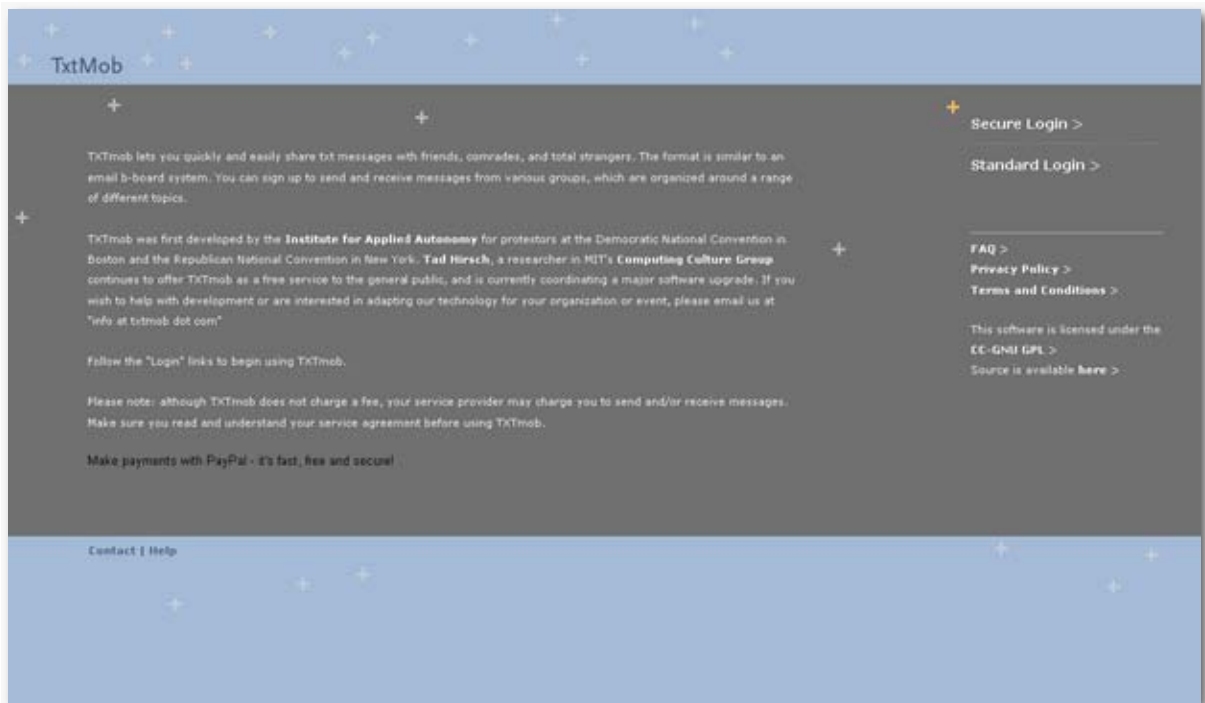 TxtMob
TXTmob lets you quickly and easily share txt messages with friends, comrades, and total strangers. The format is similar to an
email b-board system. You can sign up to send and receive messages from various groups, which are organized around a range
of different topics.
TXTmob was first developed by the Institute for Applied Autonomy for protestors at the Democratic National Convention in
Boston and the Republican National Convention in New York. Tad Hirsch, a researcher in MIT's Computing Culture Group
continues to offer TXTmob as a free service to the general public, and is currently coordinating a major software upgrade. If you
wish to help with development or are interested in adapting our technology for your organization or event, please email us at
"info at txtmob dot com"
Follow the "Login" links to begin using TXTmob.
Please note: although TXTmob does not charge a fee, your service provider may charge you to send and/or receive messages.
Make sure you read and understand your service agreement before using TXTmob.
Make payments with PayPal - it's fast, free and secure!
Secure Login >
Standard Login >
FAQ >
Privacy Policy >
Terms and Conditions >
This software is licensed under the
CC-GNU GPL >
Source is available here >
Contact | Help